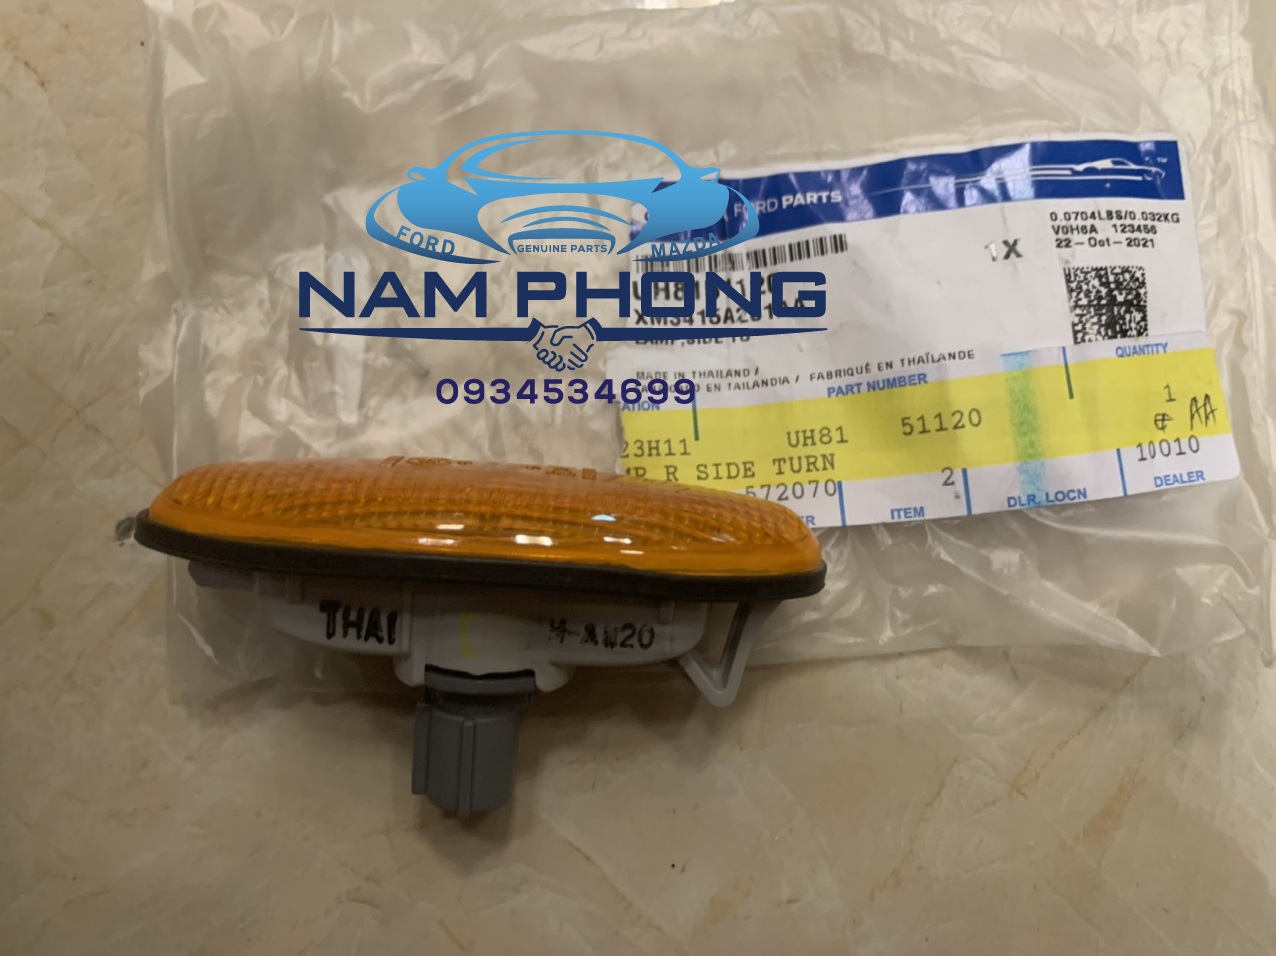 FORD PARTS
FORD
GENUINE PARTS
MAZDA
NAM PHONG
0934534699
0.0704LBS/0.032KG
V0H6A 123456
22-Oct-2021
1X
MADE IN THAILAND /
EN TAILANDIA / FABRIQUÉ EN THAÏLANDE
PART NUMBER
QUANTITY
23H11 UH81 51120 1
R SIDE TURN
AA
572070 2 10010
ITEM
DLR. LOCN
DEALER
THAI